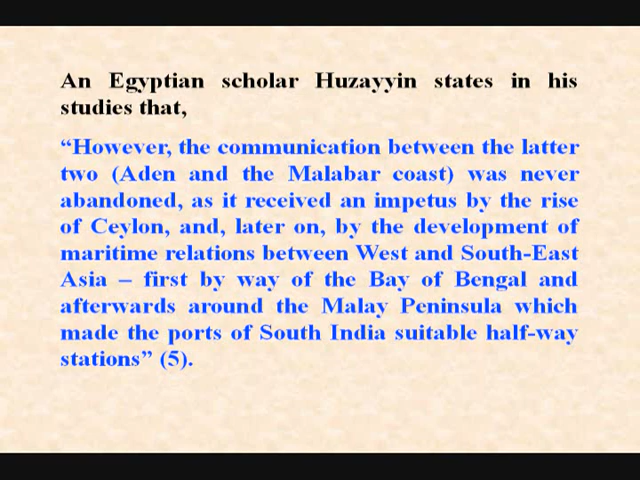 An Egyptian scholar Huzayyin states in his
studies that,
“However, the communication between the latter
two (Aden and the Malabar coast) was never
abandoned, as it received an impetus by the rise
of Ceylon, and, later on, by the development of
maritime relations between West and South-East
Asia – first by way of the Bay of Bengal and
afterwards around the Malay Peninsula which
made the ports of South India suitable half-way
stations” (5).